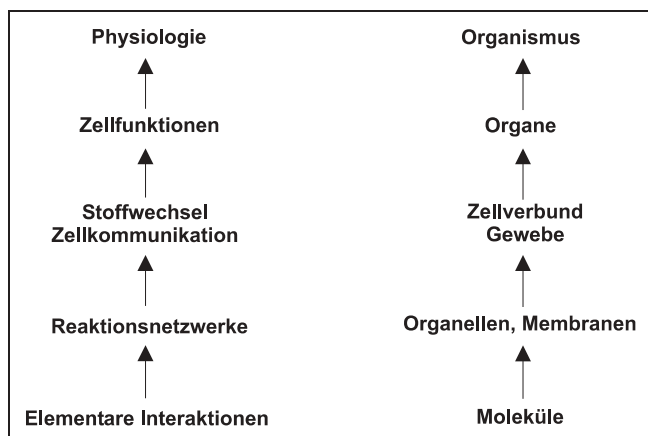 Physiologie
Zellfunktionen
Stoffwechsel
Zellkommunikation
Reaktionsnetzwerke
Elementare Interaktionen
Organismus
Organe
Zellverbund
Gewebe
Organellen, Membranen
Moleküle